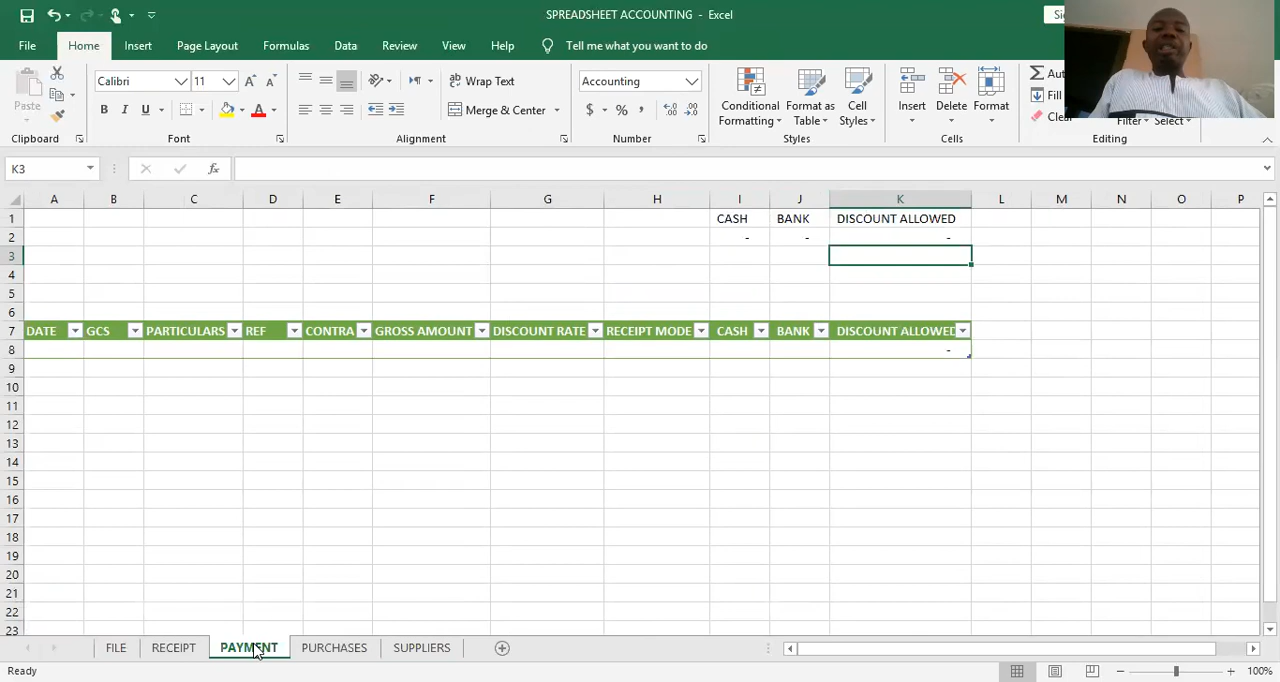 SPREADSHEET ACCOUNTING - Excel
File Home Insert Page Layout Formulas Data Review View Help Tell me what you want to do
Paste
Clipboard
Calibri 11
B I U A
Font
Wrap Text
Merge & Center
Alignment
Accounting
$ % ,
Number
Conditional Formatting
Format as Table
Cell Styles
Styles
Insert
Delete
Format
Cells
Fill
Filter
Select
Editing
K3
A B C D E F G H I J K L M N O P
1 CASH BANK DISCOUNT ALLOWED
2 - - -
3
4
5
6
7 DATE GCS PARTICULARS REF CONTRA GROSS AMOUNT DISCOUNT RATE RECEIPT MODE CASH BANK DISCOUNT ALLOWED
8 -
9
10
11
12
13
14
15
16
17
18
19
20
21
22
23
FILE RECEIPT PAYMENT PURCHASES SUPPLIERS
Ready
100%